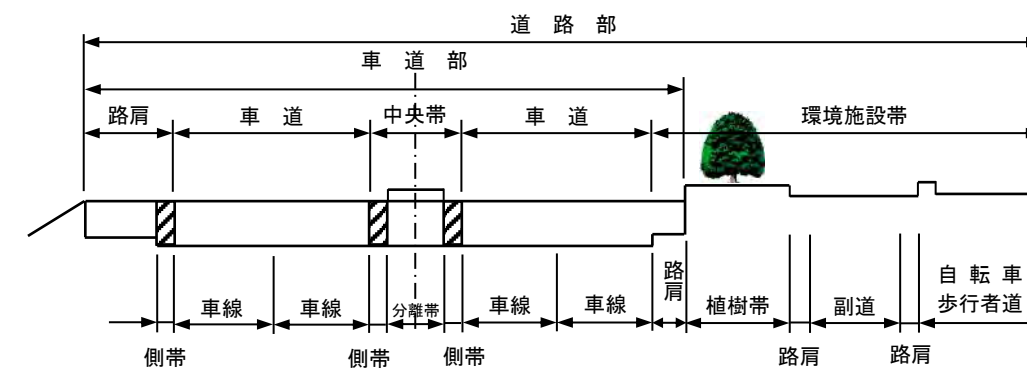 道路部
車道部
路肩
車道
中央帯
車道
環境施設帯
車線
車線
分離帯
車線
車線
路肩
植樹帯
副道
自転車
歩行者道
側帯
側帯
側帯
路肩
路肩